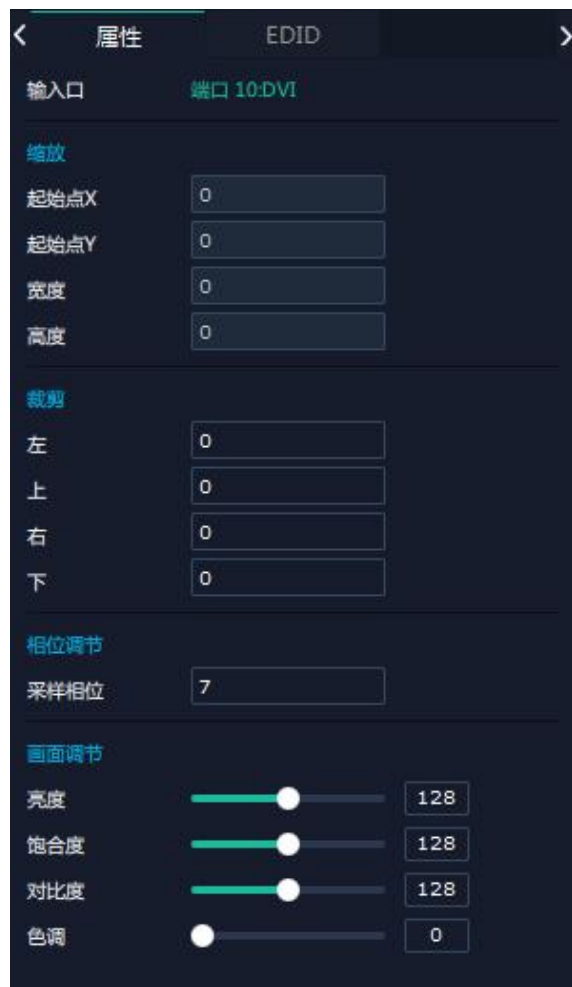 属性 EDID
输入口 端口 10:DVI
缩放
起始点X 0
起始点Y 0
宽度 0
高度 0
裁剪
左 0
上 0
右 0
下 0
相位调节
采样相位 7
画面调节
亮度 128
饱合度 128
对比度 128
色调 0